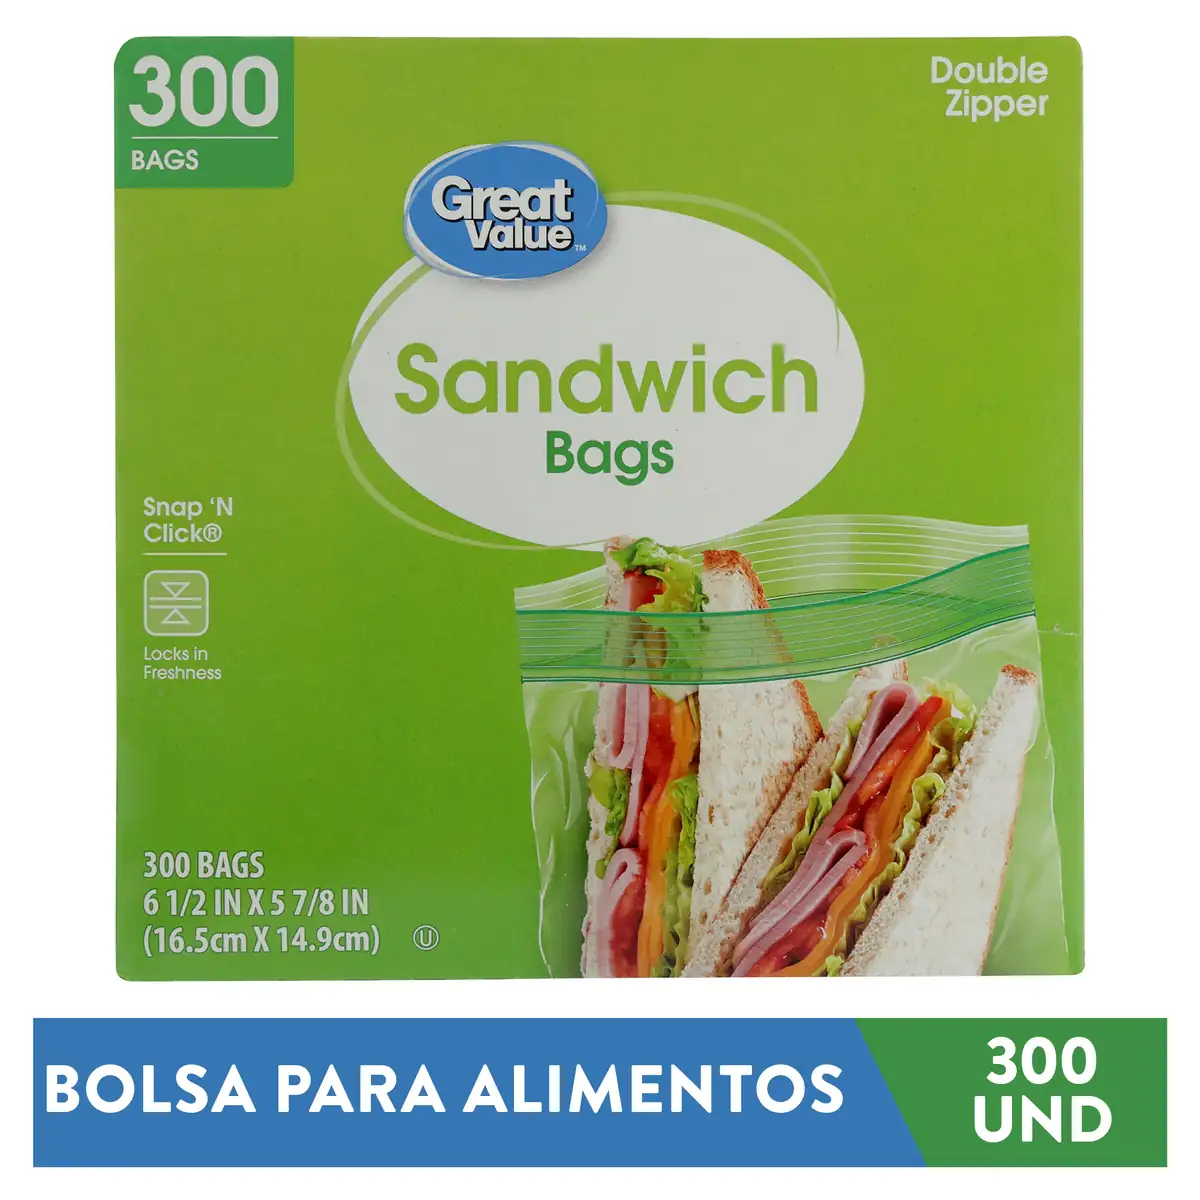 300
BAGS
Double
Zipper
Great
Value™
Sandwich
Bags
Snap ‘N
Click®
Locks in
Freshness
300 BAGS
6 1/2 IN X 5 7/8 IN
(16.5cm X 14.9cm)
U
BOLSA PARA ALIMENTOS
300
UND